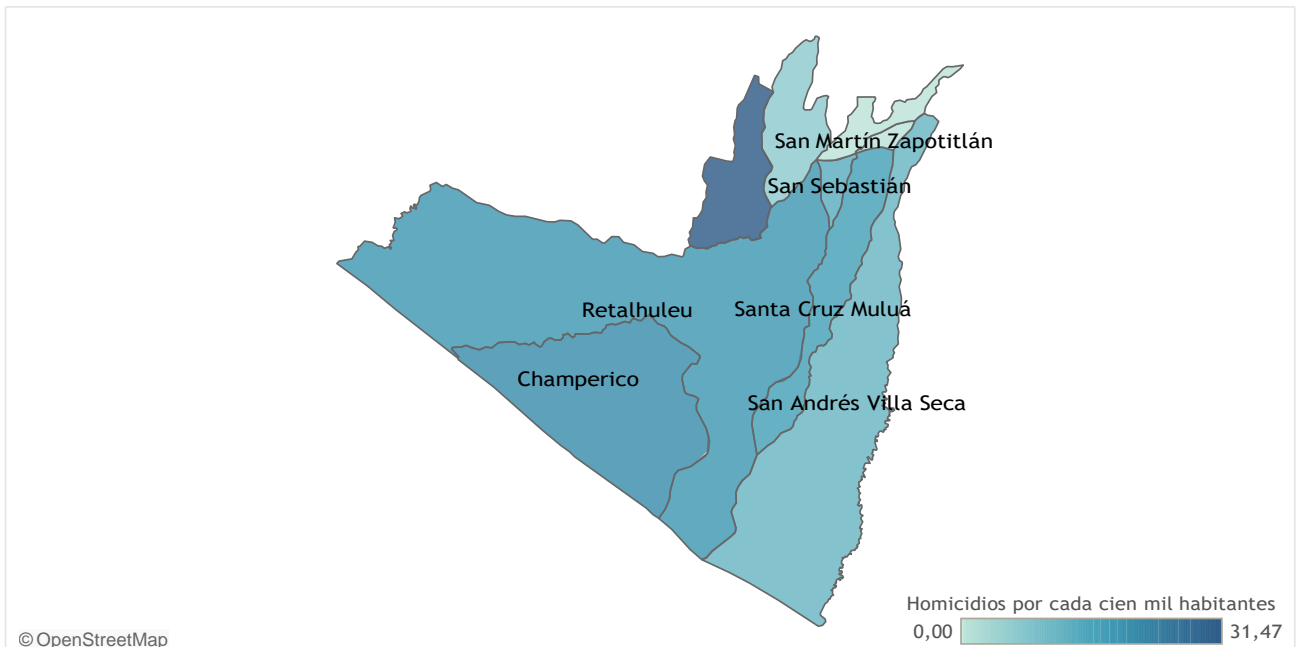 San Martín Zapotitlán
San Sebastián
Retalhuleu
Santa Cruz Muluá
Champerico
San Andrés Villa Seca
Homicidios por cada cien mil habitantes
0,00
31,47
© OpenStreetMap